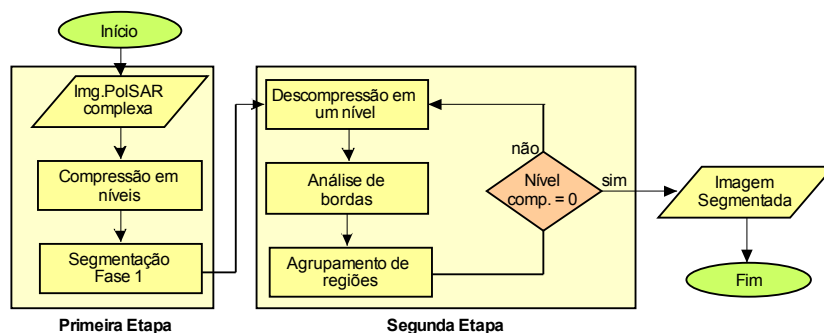 Início
Img.PolSAR
complexa
Compressão em
níveis
Segmentação
Fase 1
Primeira Etapa
Descompressão em
um nível
Análise de
bordas
Agrupamento de
regiões
não
Nível
comp. = 0
sim
Segunda Etapa
Imagem
Segmentada
Fim